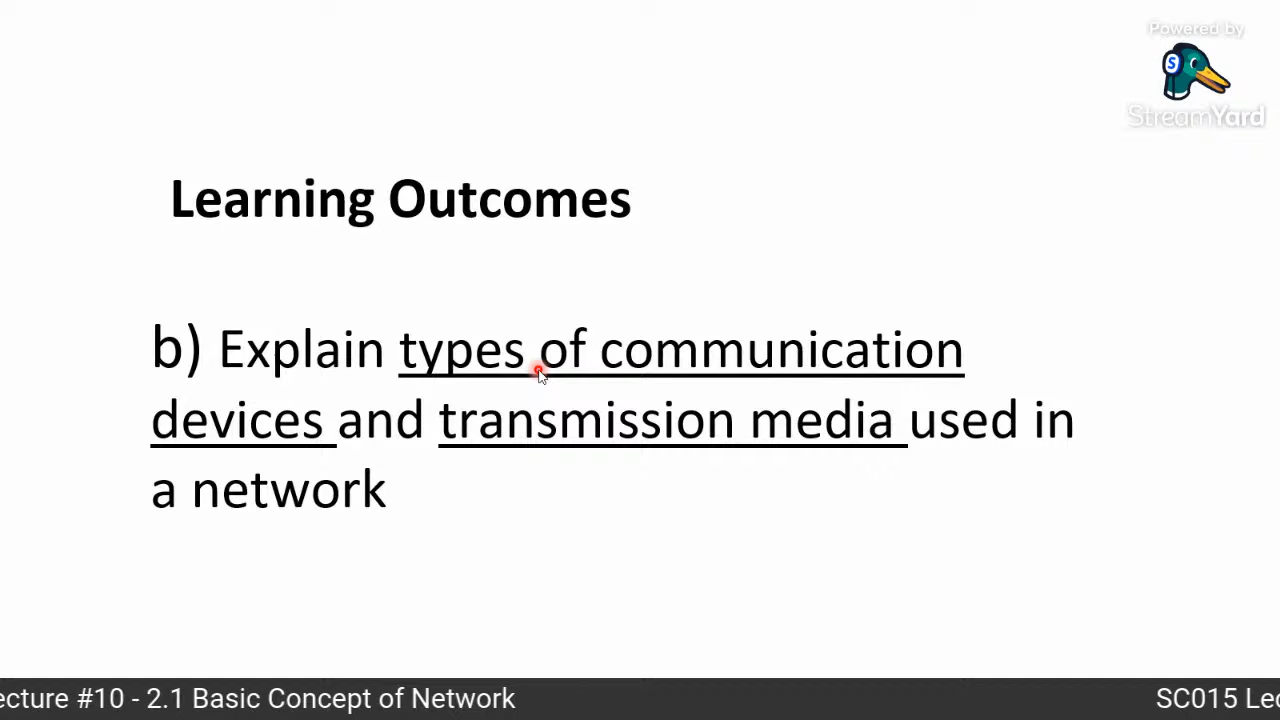 Powered by
StreamYard
Learning Outcomes
b) Explain types of communication
devices and transmission media used in
a network
ecture #10 - 2.1 Basic Concept of Network
SC015 Lec